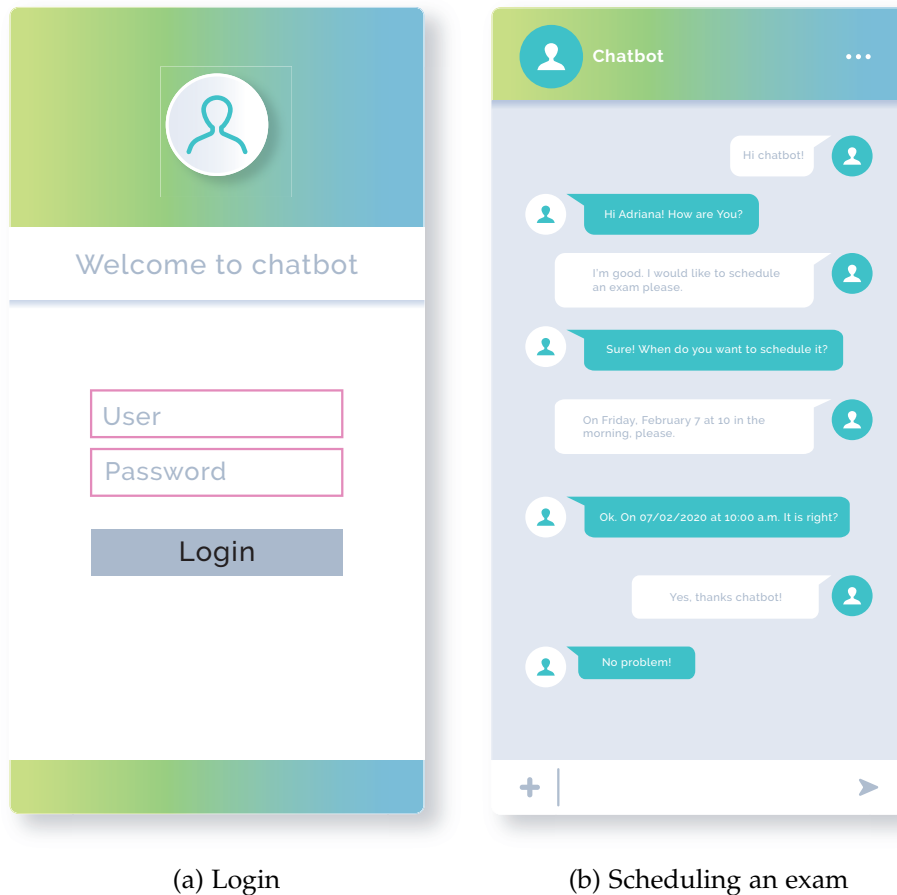 Welcome to chatbot
User
Password
Login
(a) Login
Chatbot
Hi chatbot!
Hi Adriana! How are You?
I'm good. I would like to schedule
an exam please.
Sure! When do you want to schedule it?
On Friday, February 7 at 10 in the
morning, please.
Ok. On 07/02/2020 at 10:00 a.m. It is right?
Yes, thanks chatbot!
No problem!
(b) Scheduling an exam